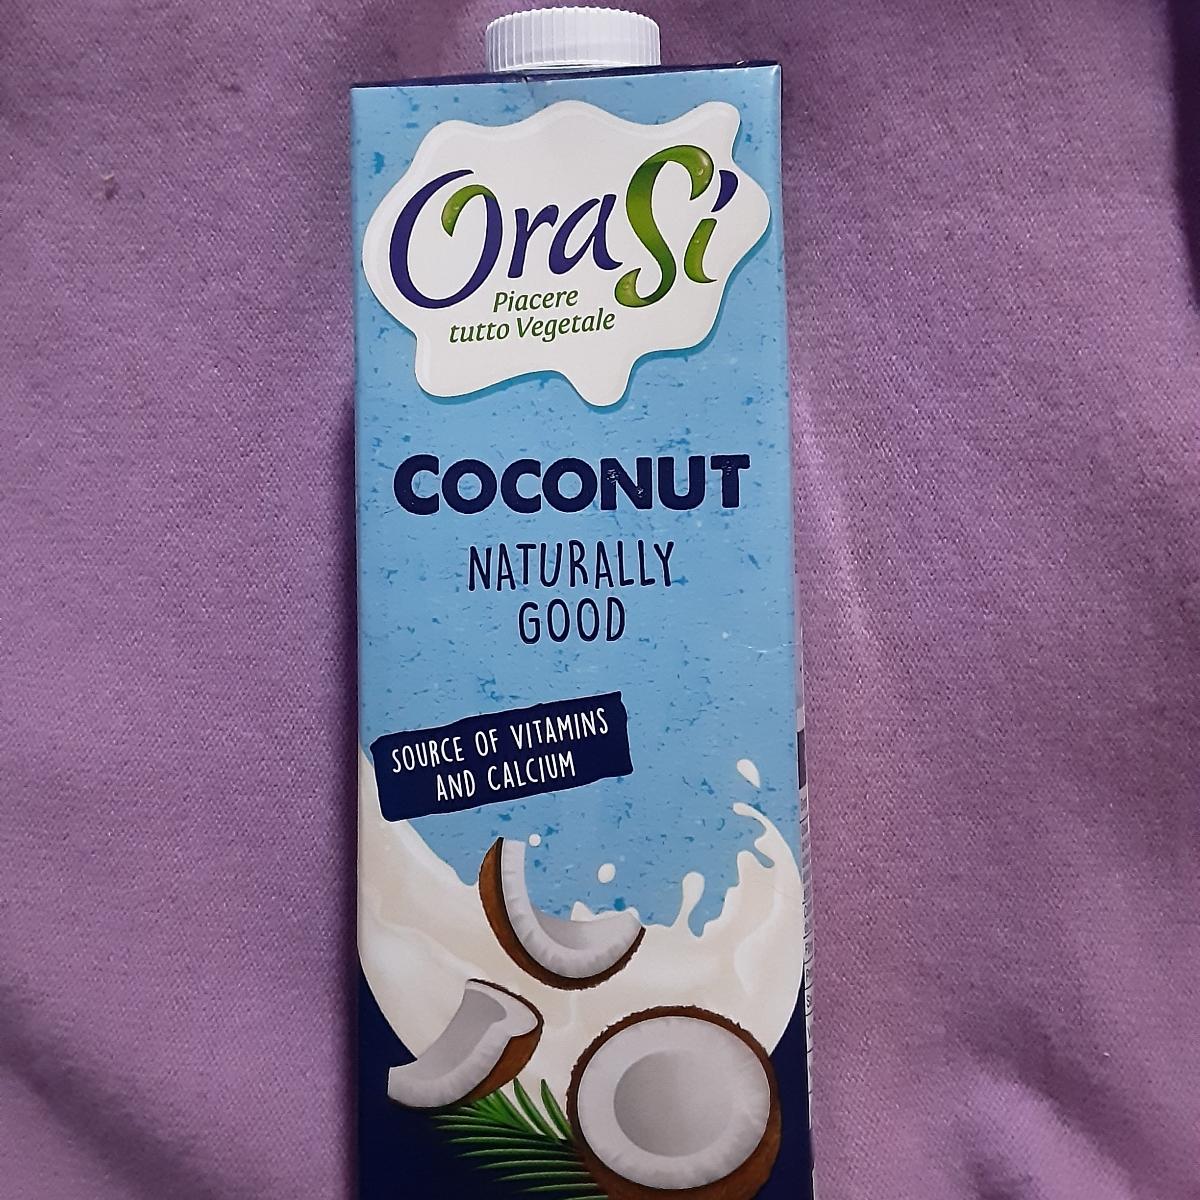 OraSì
Piacere
tutto Vegetale
COCONUT
NATURALLY
GOOD
SOURCE OF VITAMINS
AND CALCIUM